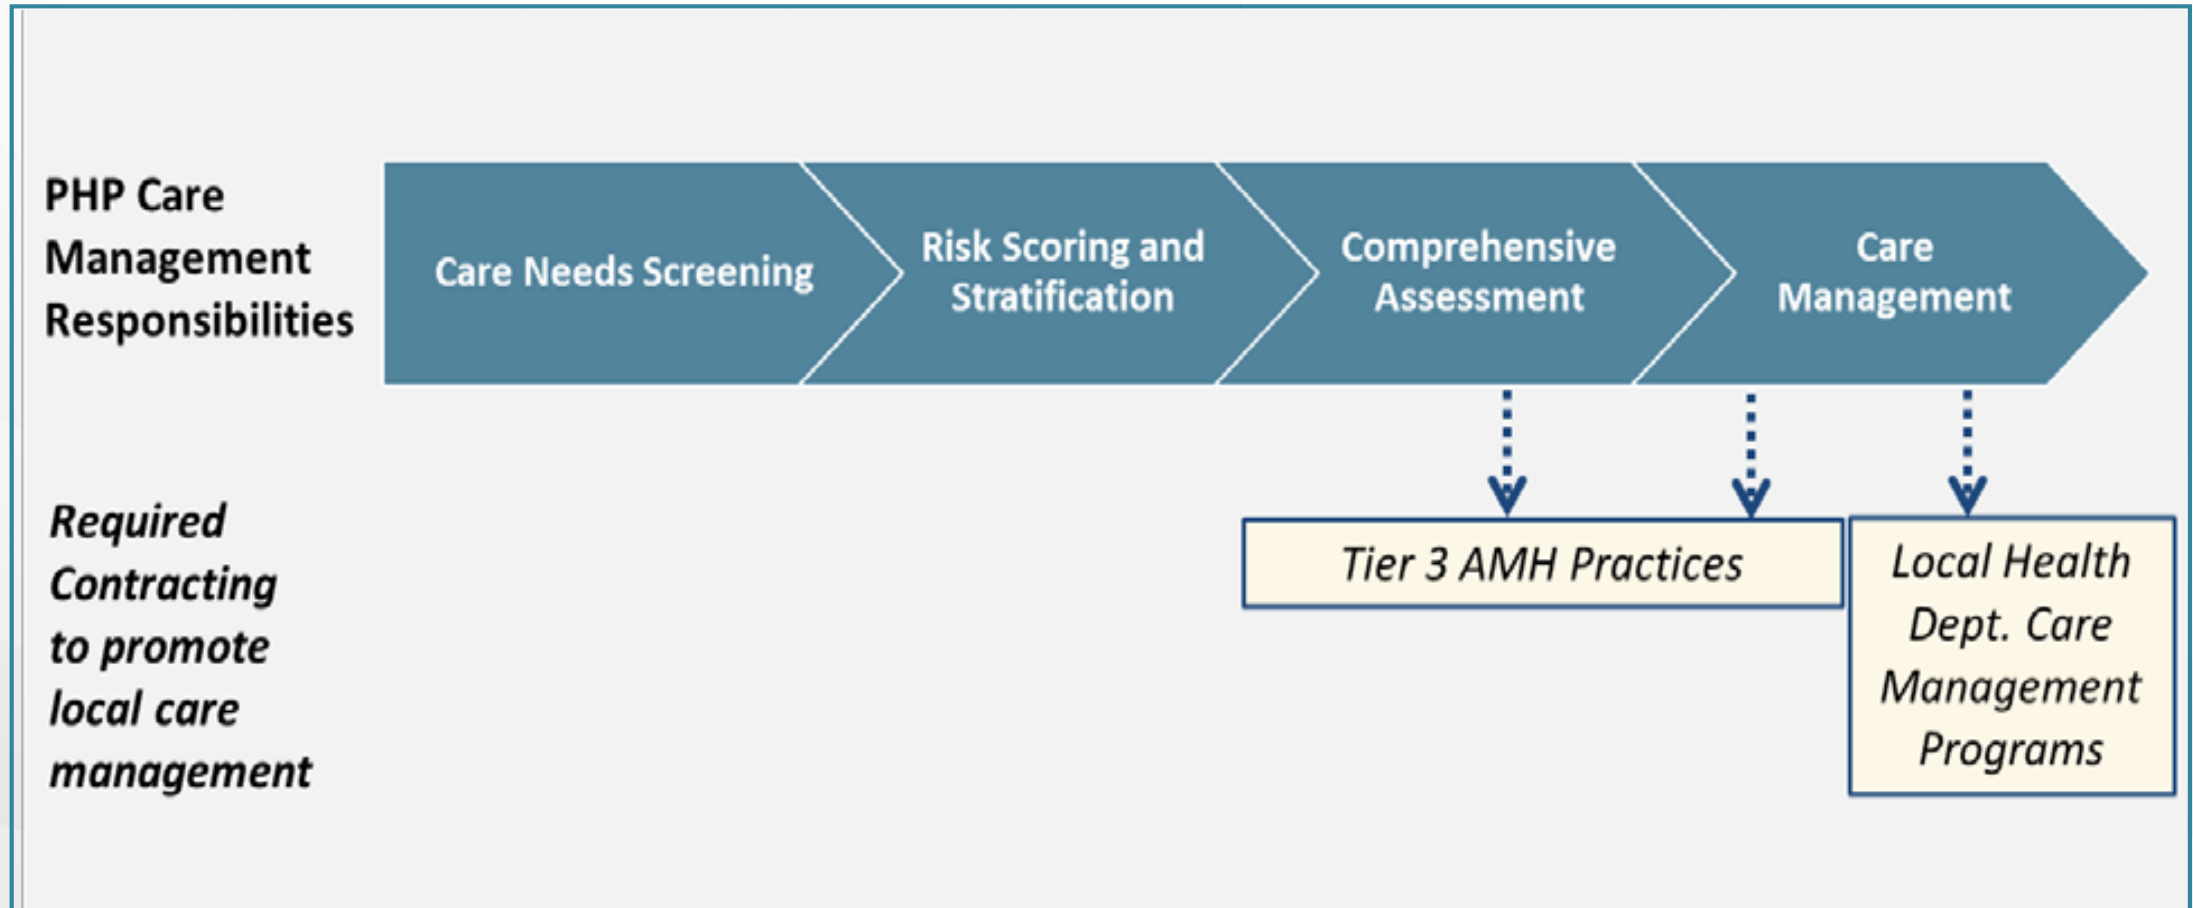 PHP Care
Management
Responsibilities
Care Needs Screening
Risk Scoring and
Stratification
Comprehensive
Assessment
Care
Management
Required
Contracting
to promote
local care
management
Tier 3 AMH Practices
Local Health
Dept. Care
Management
Programs